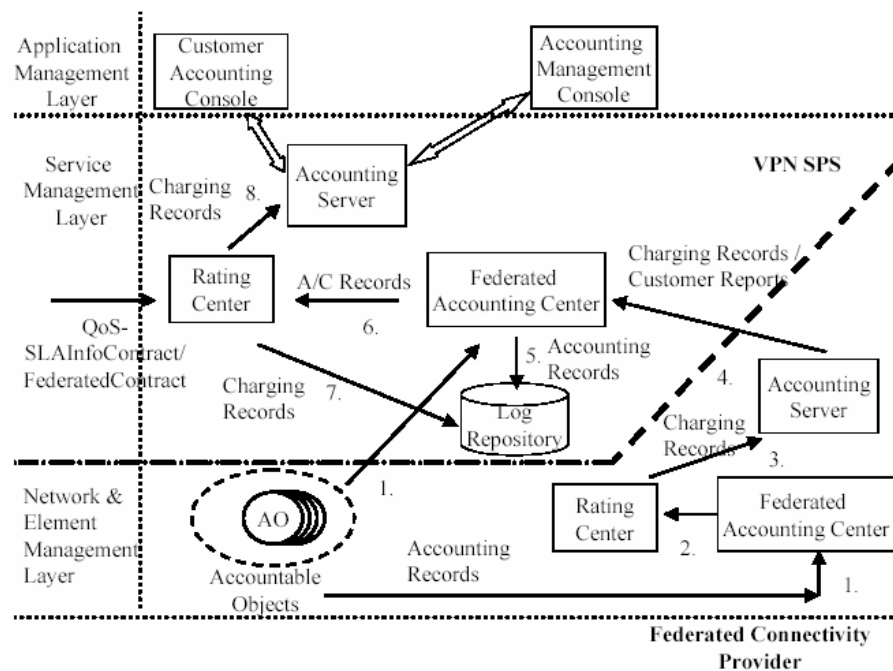 Application
Management
Layer
Customer
Accounting
Console
Accounting
Management
Console
Service
Management
Layer
Charging
Records
8.
Accounting
Server
VPN SPS
Rating
Center
A/C Records
6.
Federated
Accounting Center
Charging Records /
Customer Reports
QoS-
SLAInfoContract/
FederatedContract
Charging
Records
7.
5.
Accounting
Records
Log
Repository
4.
Accounting
Server
Charging
Records
3.
Network &
Element
Management
Layer
AO
Accountable
Objects
1.
Accounting
Records
Rating
Center
2.
Federated
Accounting Center
1.
Federated Connectivity
Provider